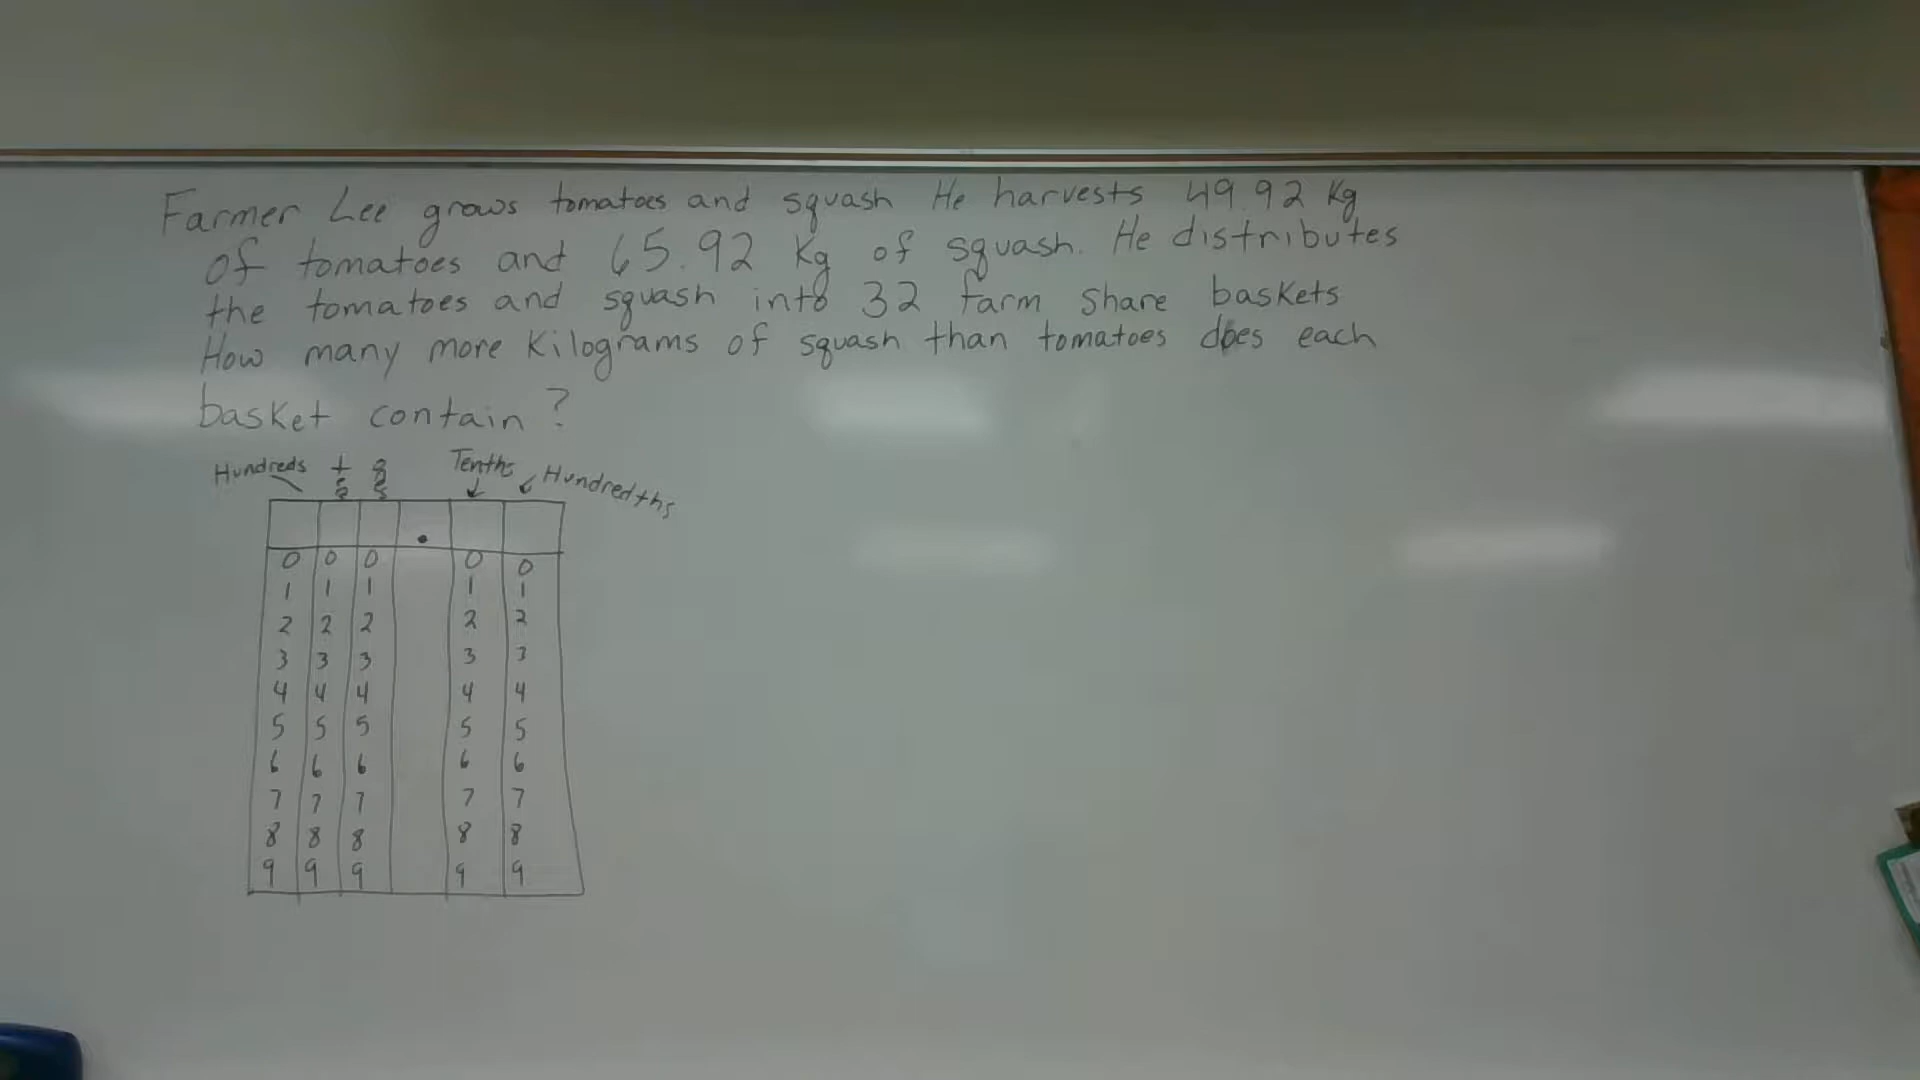 Farmer Lee grows tomatoes and squash He harvests 49.92 Kg
of tomatoes and 65.92 Kg of squash. He distributes
the tomatoes and squash into 32 farm share baskets
How many more Kilograms of squash than tomatoes does each
basket contain?
Hundreds Tenths Hundredths
.
0 0 0 0 0
1 1 1 1 1
2 2 2 2 2
3 3 3 3 3
4 4 4 4 4
5 5 5 5 5
6 6 6 6 6
7 7 7 7 7
8 8 8 8 8
9 9 9 9 9